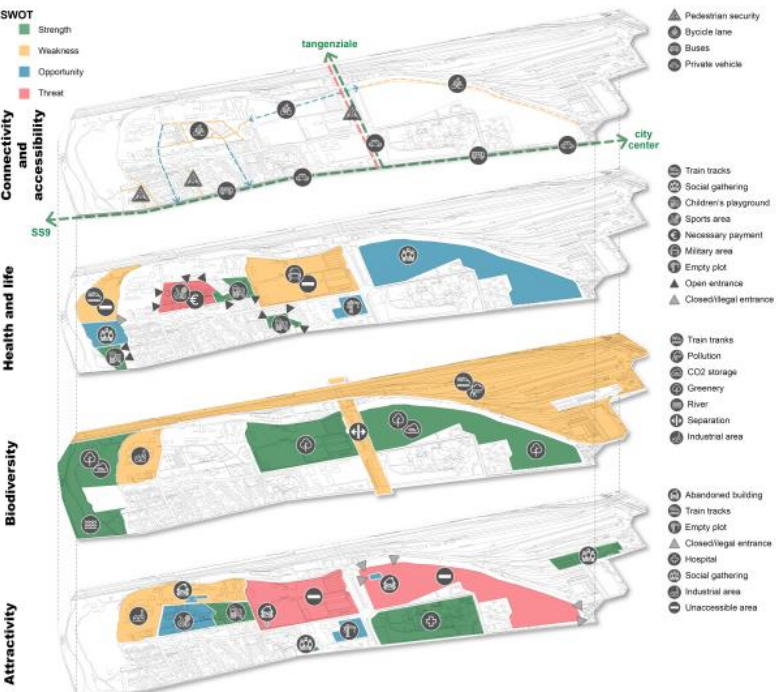 SWOT
Strength
Weakness
Opportunity
Threat
Connectivity
and
accessibility
tangenziale
city
center
SS9
Pedestrian security
Bycicle lane
Buses
Private vehicle
Health and life
Train tracks
Social gathering
Children's playground
Sports area
Necessary payment
Military area
Empty plot
Open entrance
Closed/illegal entrance
€
Biodiversity
Train tranks
Pollution
CO2 storage
Greenery
River
Separation
Industrial area
Attractivity
Abandoned building
Train tracks
Empty plot
Closed/illegal entrance
Hospital
Social gathering
Industrial area
Unaccessible area